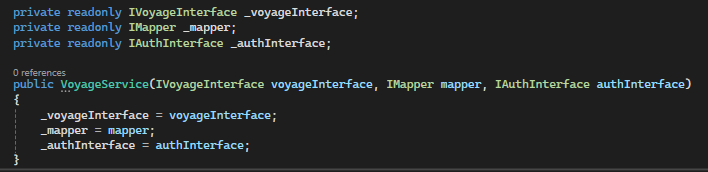 private readonly IVoyageInterface _voyageInterface;
private readonly IMapper _mapper;
private readonly IAuthInterface _authInterface;
0 references
public VoyageService(IVoyageInterface voyageInterface, IMapper mapper, IAuthInterface authInterface)
{
_voyageInterface = voyageInterface;
_mapper = mapper;
_authInterface = authInterface;
}